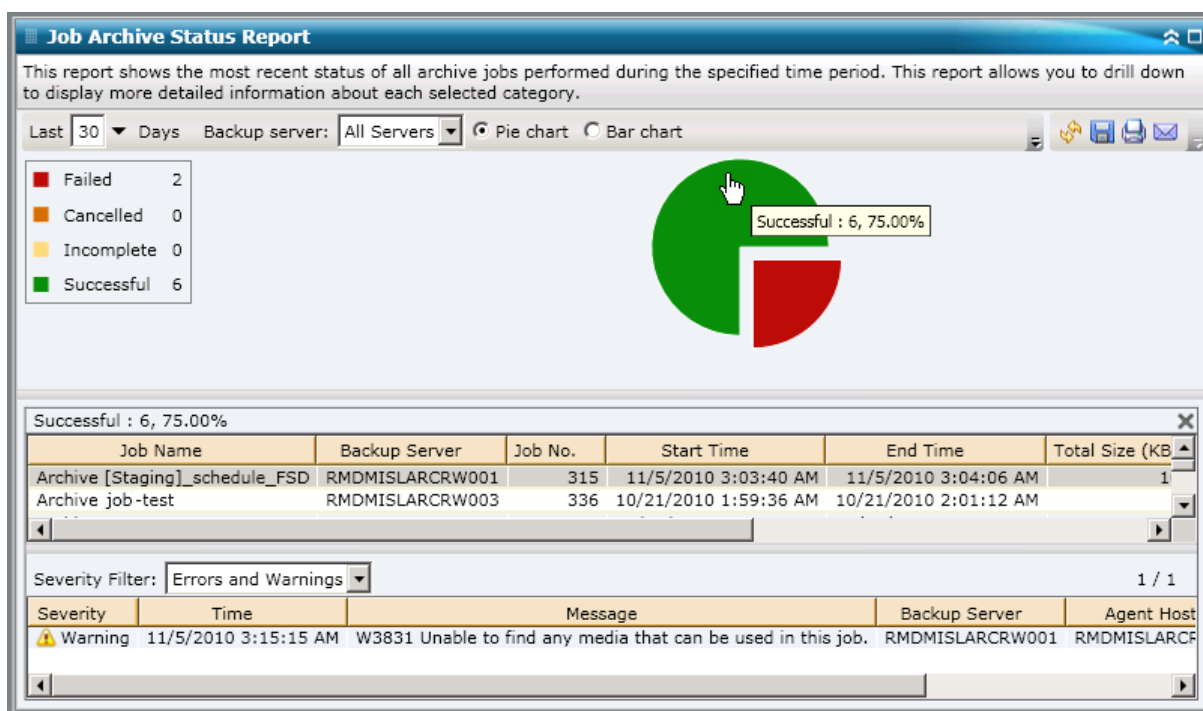 Job Archive Status Report
This report shows the most recent status of all archive jobs performed during the specified time period. This report allows you to drill down
to display more detailed information about each selected category.
Last 30 Days Backup server: All Servers Pie chart Bar chart
Failed 2
Cancelled 0
Incomplete 0
Successful 6
Successful : 6, 75.00%
Successful : 6, 75.00%
Job Name Backup Server Job No. Start Time End Time Total Size (KB
Archive [Staging]_schedule_FSD RMDMISLARCRW001 315 11/5/2010 3:03:40 AM 11/5/2010 3:04:06 AM 1
Archive job-test RMDMISLARCRW003 336 10/21/2010 1:59:36 AM 10/21/2010 2:01:12 AM
Severity Filter: Errors and Warnings 1 / 1
Severity Time Message Backup Server Agent Host
Warning 11/5/2010 3:15:15 AM W3831 Unable to find any media that can be used in this job. RMDMISLARCRW001 RMDMISLARCR